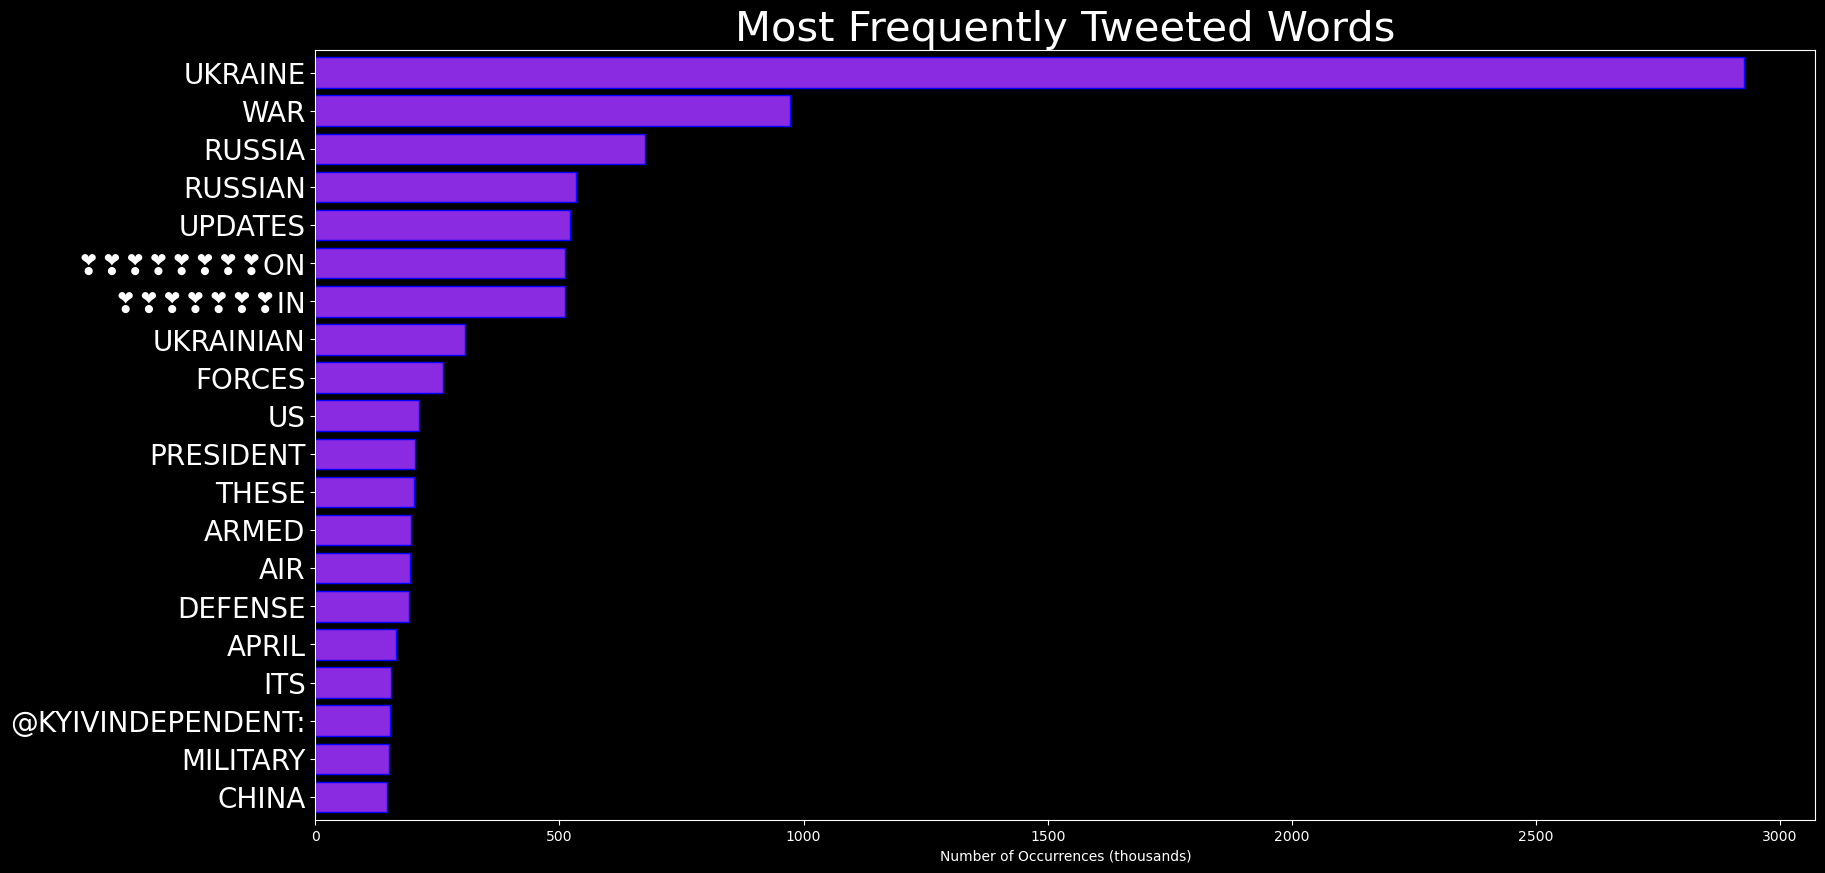 Most Frequently Tweeted Words
UKRAINE
WAR
RUSSIA
RUSSIAN
UPDATES
❣❣❣❣❣❣❣❣ON
❣❣❣❣❣❣❣IN
UKRAINIAN
FORCES
US
PRESIDENT
THESE
ARMED
AIR
DEFENSE
APRIL
ITS
@KYIVINDEPENDENT:
MILITARY
CHINA
0 500 1000 1500 2000 2500 3000
Number of Occurrences (thousands)